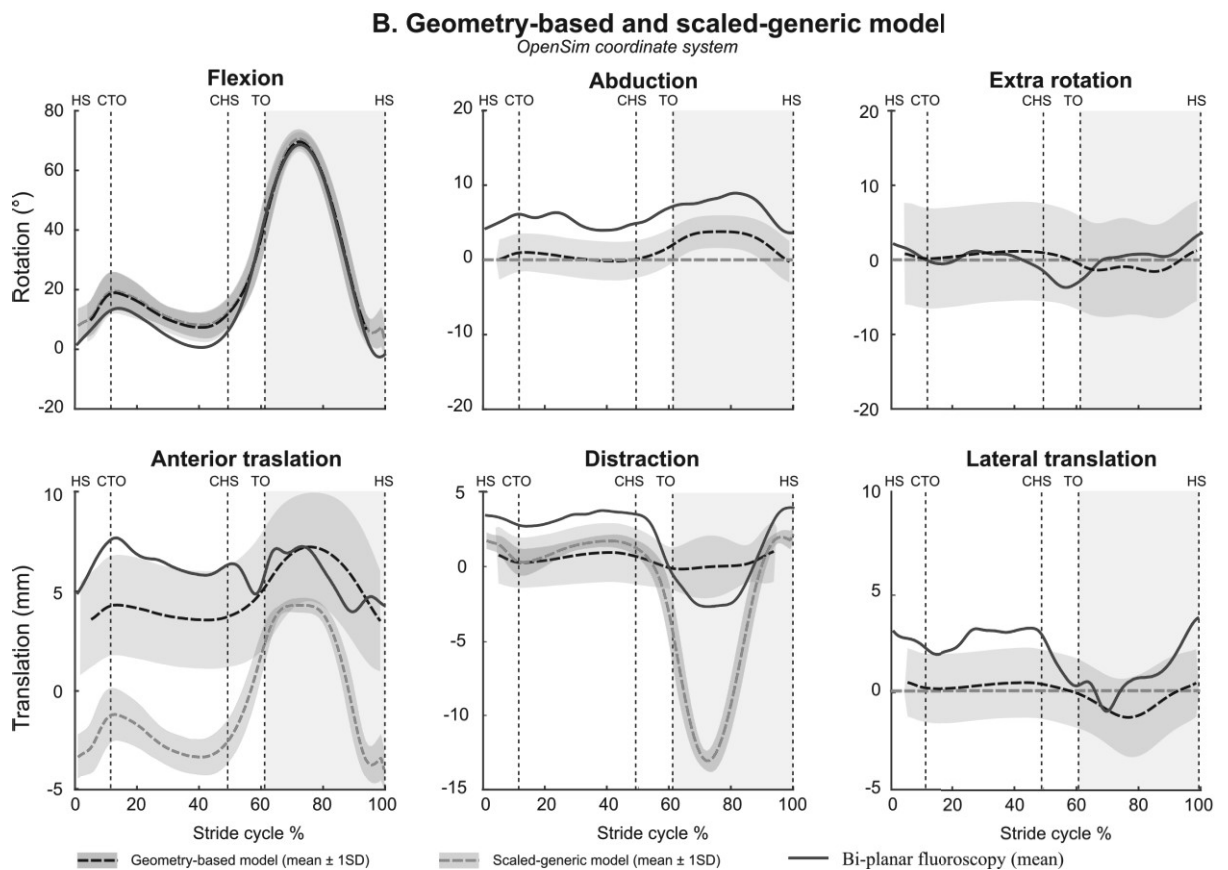 B. Geometry-based and scaled-generic model
OpenSim coordinate system
Flexion
Abduction
Extra rotation
HS CTO CHS TO HS
HS CTO CHS TO HS
HS CTO CHS TO HS
Rotation (°)
80
60
40
20
0
-20
20
10
0
-10
-20
20
10
0
-10
-20
Anterior traslation
Distraction
Lateral translation
HS CTO CHS TO HS
HS CTO CHS TO HS
HS CTO CHS TO HS
Translation (mm)
10
5
0
-5
5
0
-5
-10
-15
10
5
0
-5
0 20 40 60 80 100
0 20 40 60 80 100
0 20 40 60 80 100
Stride cycle %
Stride cycle %
Stride cycle %
Geometry-based model (mean ± 1SD)
Scaled-generic model (mean ± 1SD)
Bi-planar fluoroscopy (mean)